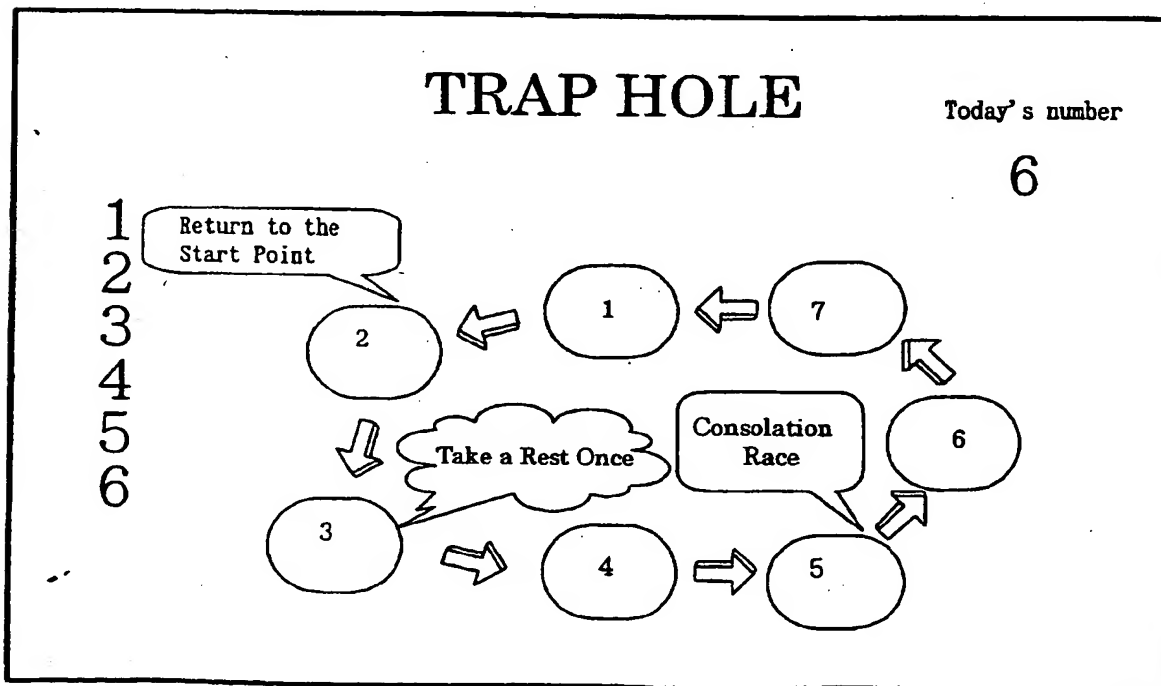 TRAP HOLE
Today's number
6
1
2
3
4
5
6
Return to the
Start Point
2
1
7
6
Take a Rest Once
Consolation
Race
3
4
5